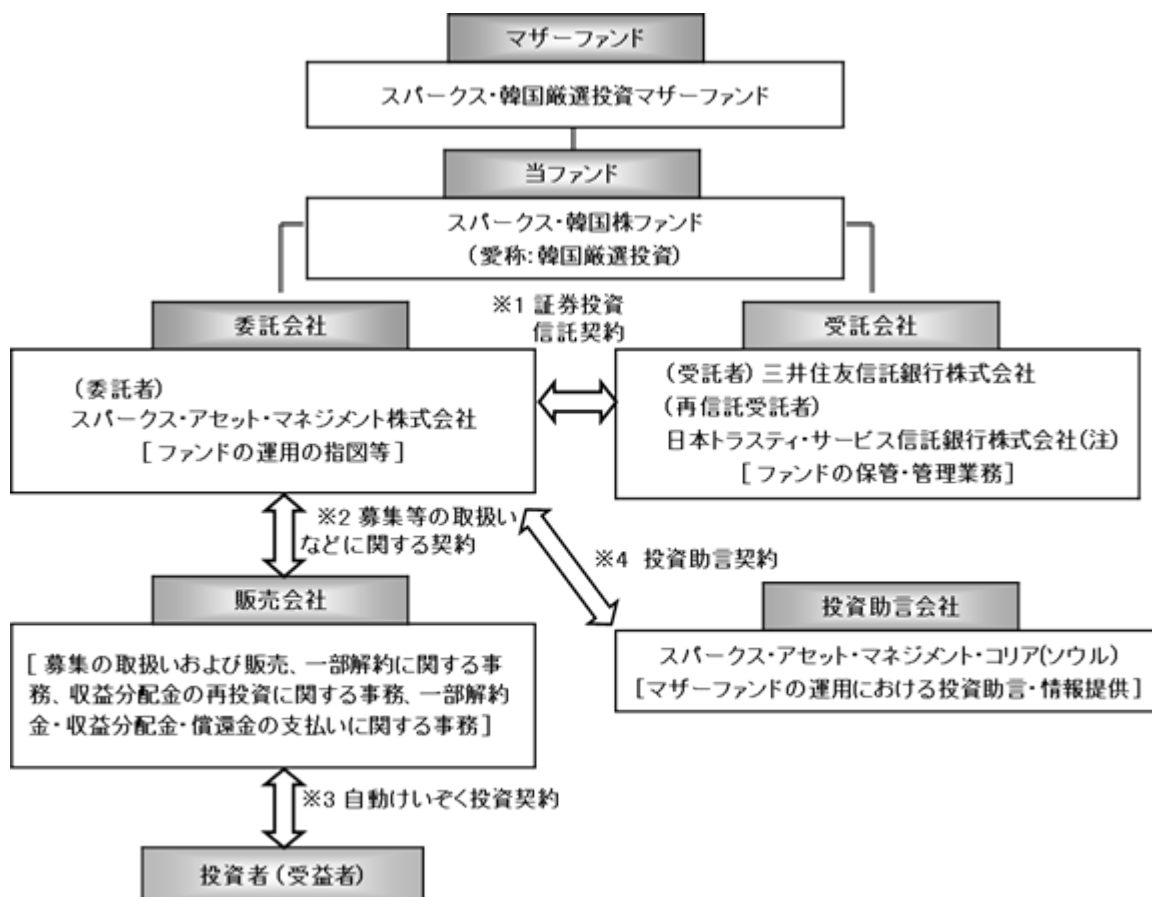 マザーファンド
スパークス・韓国厳選投資マザーファンド
当ファンド
スパークス・韓国株ファンド
(愛称:韓国厳選投資)
※1 証券投資
信託契約
委託会社
(委託者)
スパークス・アセット・マネジメント株式会社
[ファンドの運用の指図等]
受託会社
(受託者) 三井住友信託銀行株式会社
(再信託受託者)
日本トラスティ・サービス信託銀行株式会社(注)
[ファンドの保管・管理業務]
※2 募集等の取扱い
などに関する契約
※4 投資助言契約
販売会社
[募集の取扱いおよび販売、一部解約に関する事
務、収益分配金の再投資に関する事務、一部解約
金・収益分配金・償還金の支払いに関する事務]
投資助言会社
スパークス・アセット・マネジメント・コリア(ソウル)
[マザーファンドの運用における投資助言・情報提供]
※3 自動けいぞく投資契約
投資者(受益者)